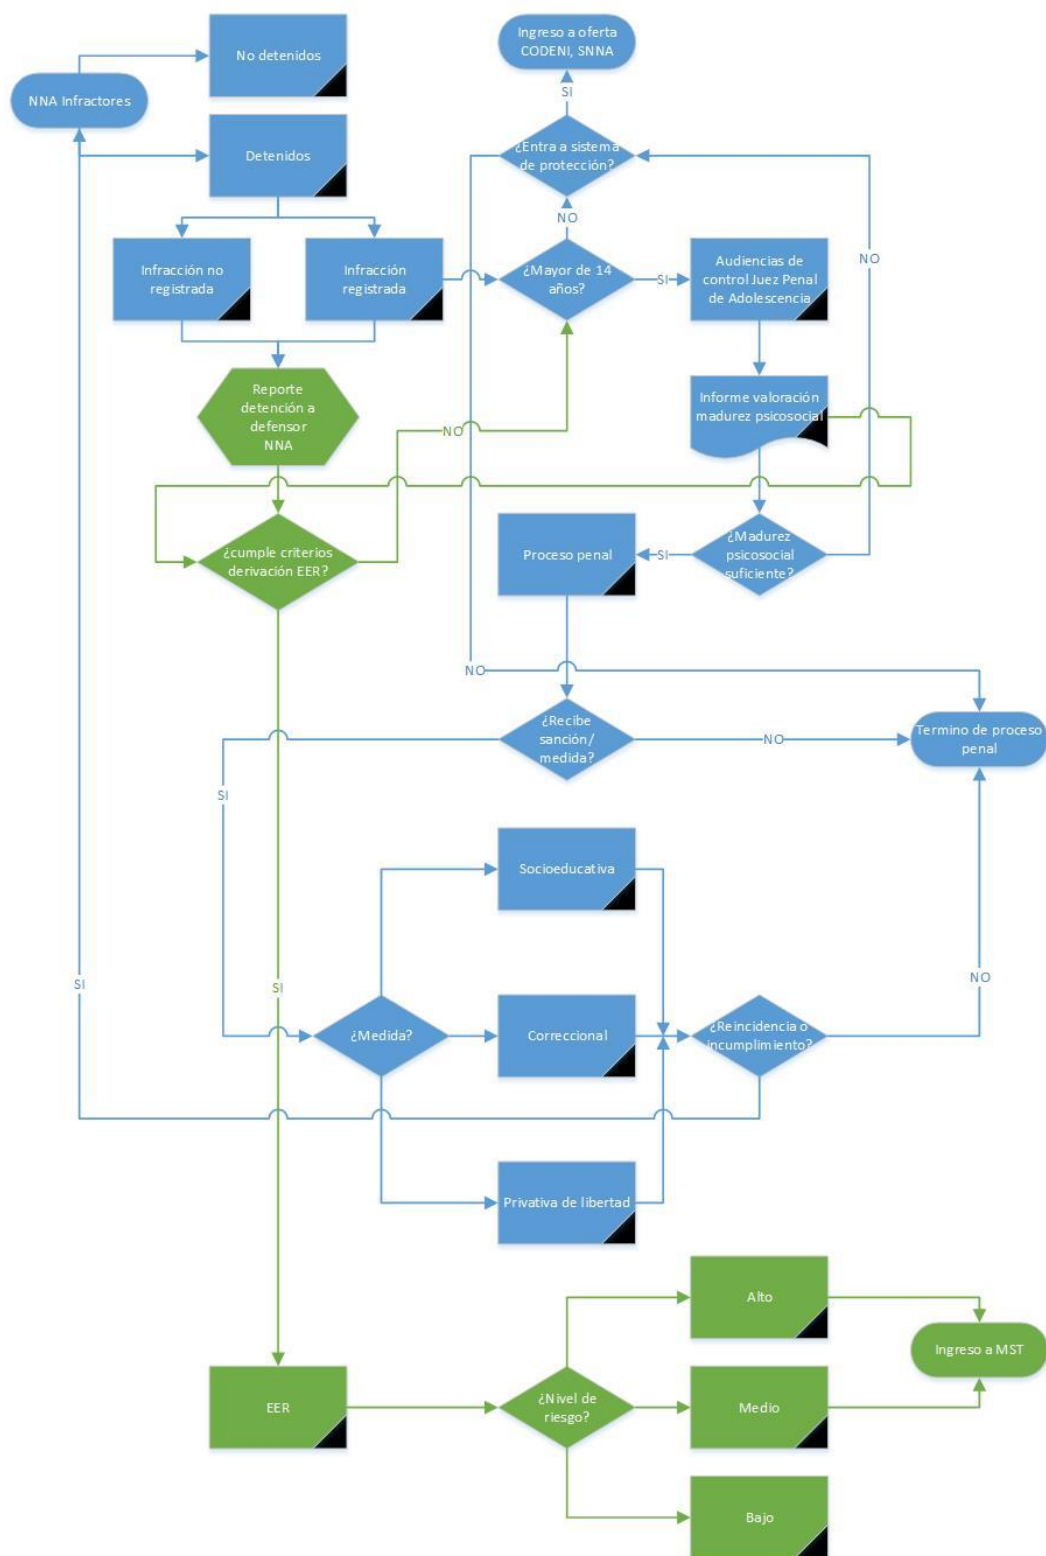 Ingreso a oferta
CODENI, SNNA
No detenidos
NNA Infractores
SI
Detenidos
¿Entra a sistema
de protección?
NO
NO
Infracción no
registrada
Infracción
registrada
¿Mayor de 14
años?
SI
Audiencias de
control Juez Penal
de Adolescencia
Reporte
detención a
defensor
NNA
Informe valoración
madurez psicosocial
NO
¿cumple criterios
derivación EER?
Proceso penal
SI
¿Madurez
psicosocial
suficiente?
NO
¿Recibe
sanción/
medida?
NO
Termino de proceso
penal
SI
Socioeducativa
SI
SI
NO
¿Medida?
Correccional
¿Reincidencia o
incumplimiento?
Privativa de libertad
Alto
Ingreso a MST
EER
¿Nivel de
riesgo?
Medio
Bajo